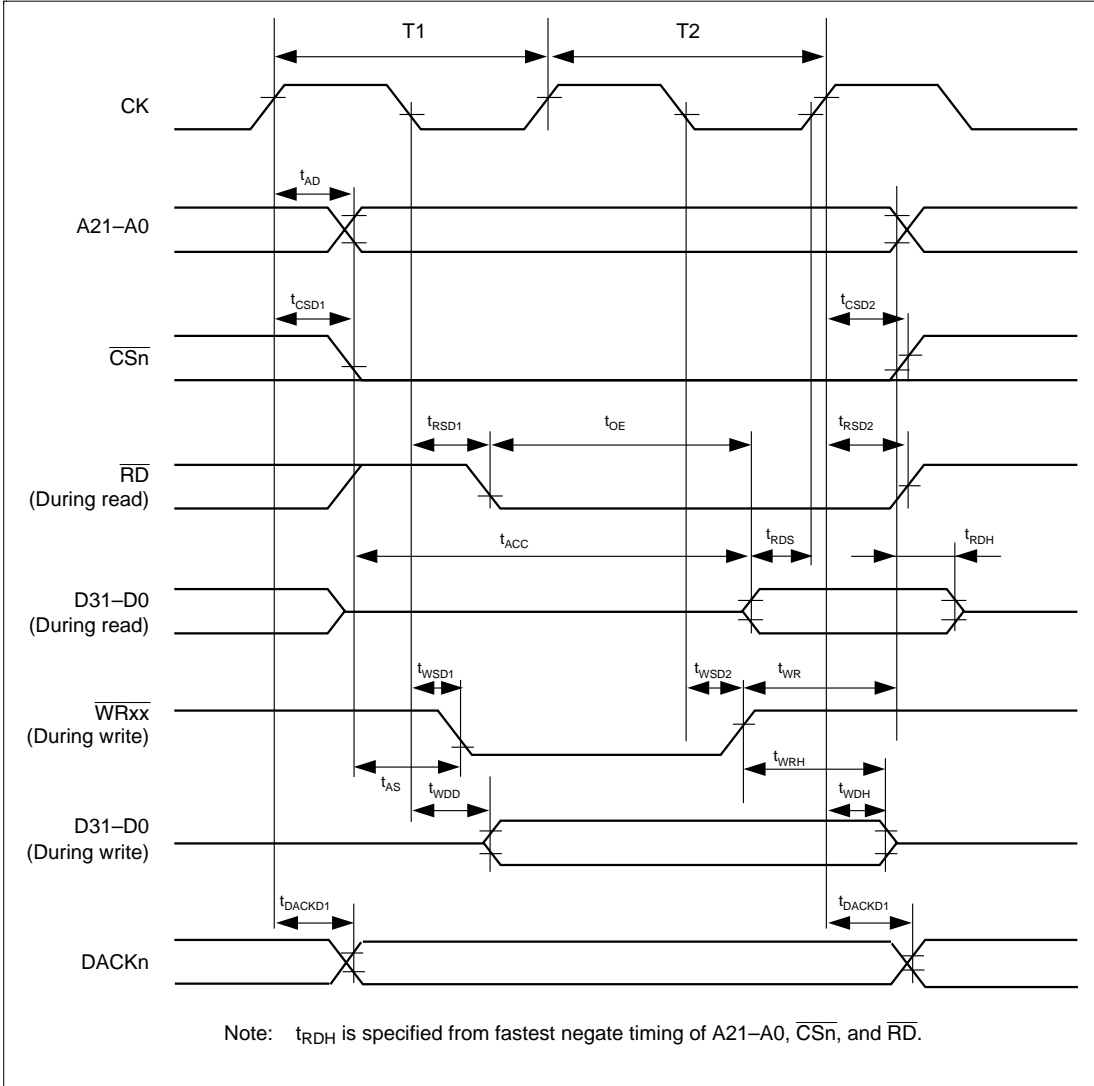 T1 T2
CK
tAD
A21–A0
tCSD1 tCSD2
CSn
tRSD1 tOE tRSD2
RD
(During read)
tACC tRDS tRDH
D31–D0
(During read)
tWSD1 tWSD2 tWR
WRxx
(During write)
tAS tWDD tWRH tWDH
D31–D0
(During write)
tDACKD1 tDACKD1
DACKn
Note: tRDH is specified from fastest negate timing of A21–A0, CSn, and RD.